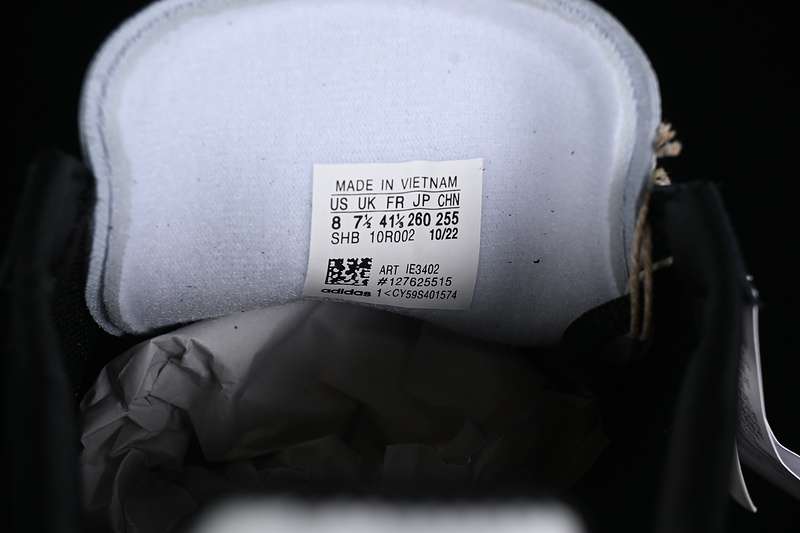 MADE IN VIETNAM
US UK FR JP CHN
8 7½ 41⅓ 260 255
SHB 10R002 10/22
ART IE3402
#127625515
adidas 1<CY59S401574